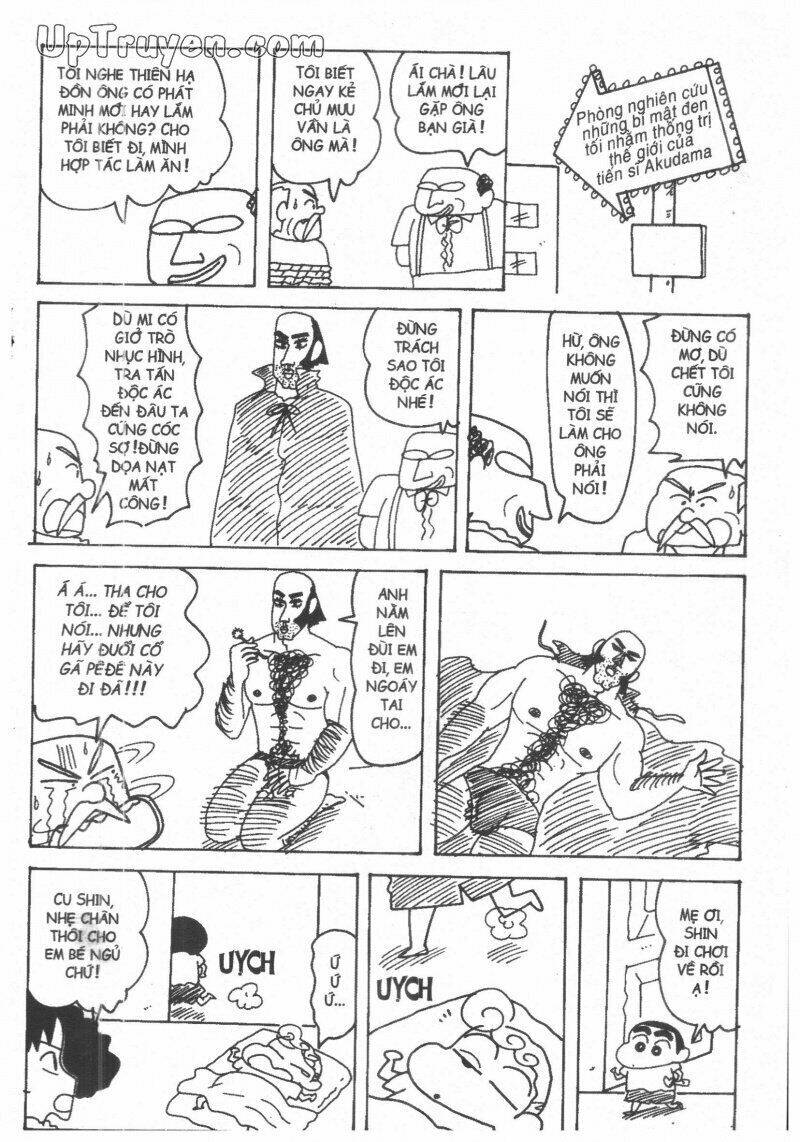 UpTruyen.com
Phòng nghiên cứu
những bí mật đen
tối nhằm thống trị
thế giới của
tiến sĩ Akudama
ÁI CHÀ! LÂU
LẮM MỚI LẠI
GẶP ÔNG
BẠN GIÀ!
TÔI BIẾT
NGAY KẺ
CHỦ MƯU
VẪN LÀ
ÔNG MÀ!
TÔI NGHE THIÊN HẠ
ĐỒN ÔNG CÓ PHÁT
MINH MỚI HAY LẮM
PHẢI KHÔNG? CHO
TÔI BIẾT ĐI, MÌNH
HỢP TÁC LÀM ĂN!
ĐỪNG CÓ
MƠ, DÙ
CHẾT TÔI
CŨNG
KHÔNG
NÓI.
HỪ, ÔNG
KHÔNG
MUỐN
NÓI THÌ
TÔI SẼ
LÀM CHO
ÔNG
PHẢI
NÓI!
ĐỪNG
TRÁCH
SAO TÔI
ĐỘC ÁC
NHÉ!
DÙ MI CÓ
GIỞ TRÒ
NHỤC HÌNH,
TRA TẤN
ĐỘC ÁC
ĐẾN ĐÂU TA
CŨNG CÓC
SỢ!ĐỪNG
DỌA NẠT
MẤT
CÔNG!
ANH
NẰM
LÊN
ĐÙI EM
ĐI, EM
NGOÁY
TAI
CHO...
Á Á... THA CHO
TÔI... ĐỂ TÔI
NÓI... NHƯNG
HÃY ĐUỔI CỔ
GÃ PÊĐÊ NÀY
ĐI ĐÃ!!!
MẸ ƠI,
SHIN
ĐI CHƠI
VỀ RỒI
Ạ!
UỴCH
UỴCH
Ư
Ư
Ư...
CU SHIN,
NHẸ CHÂN
THÔI CHO
EM BÉ NGỦ
CHỨ!